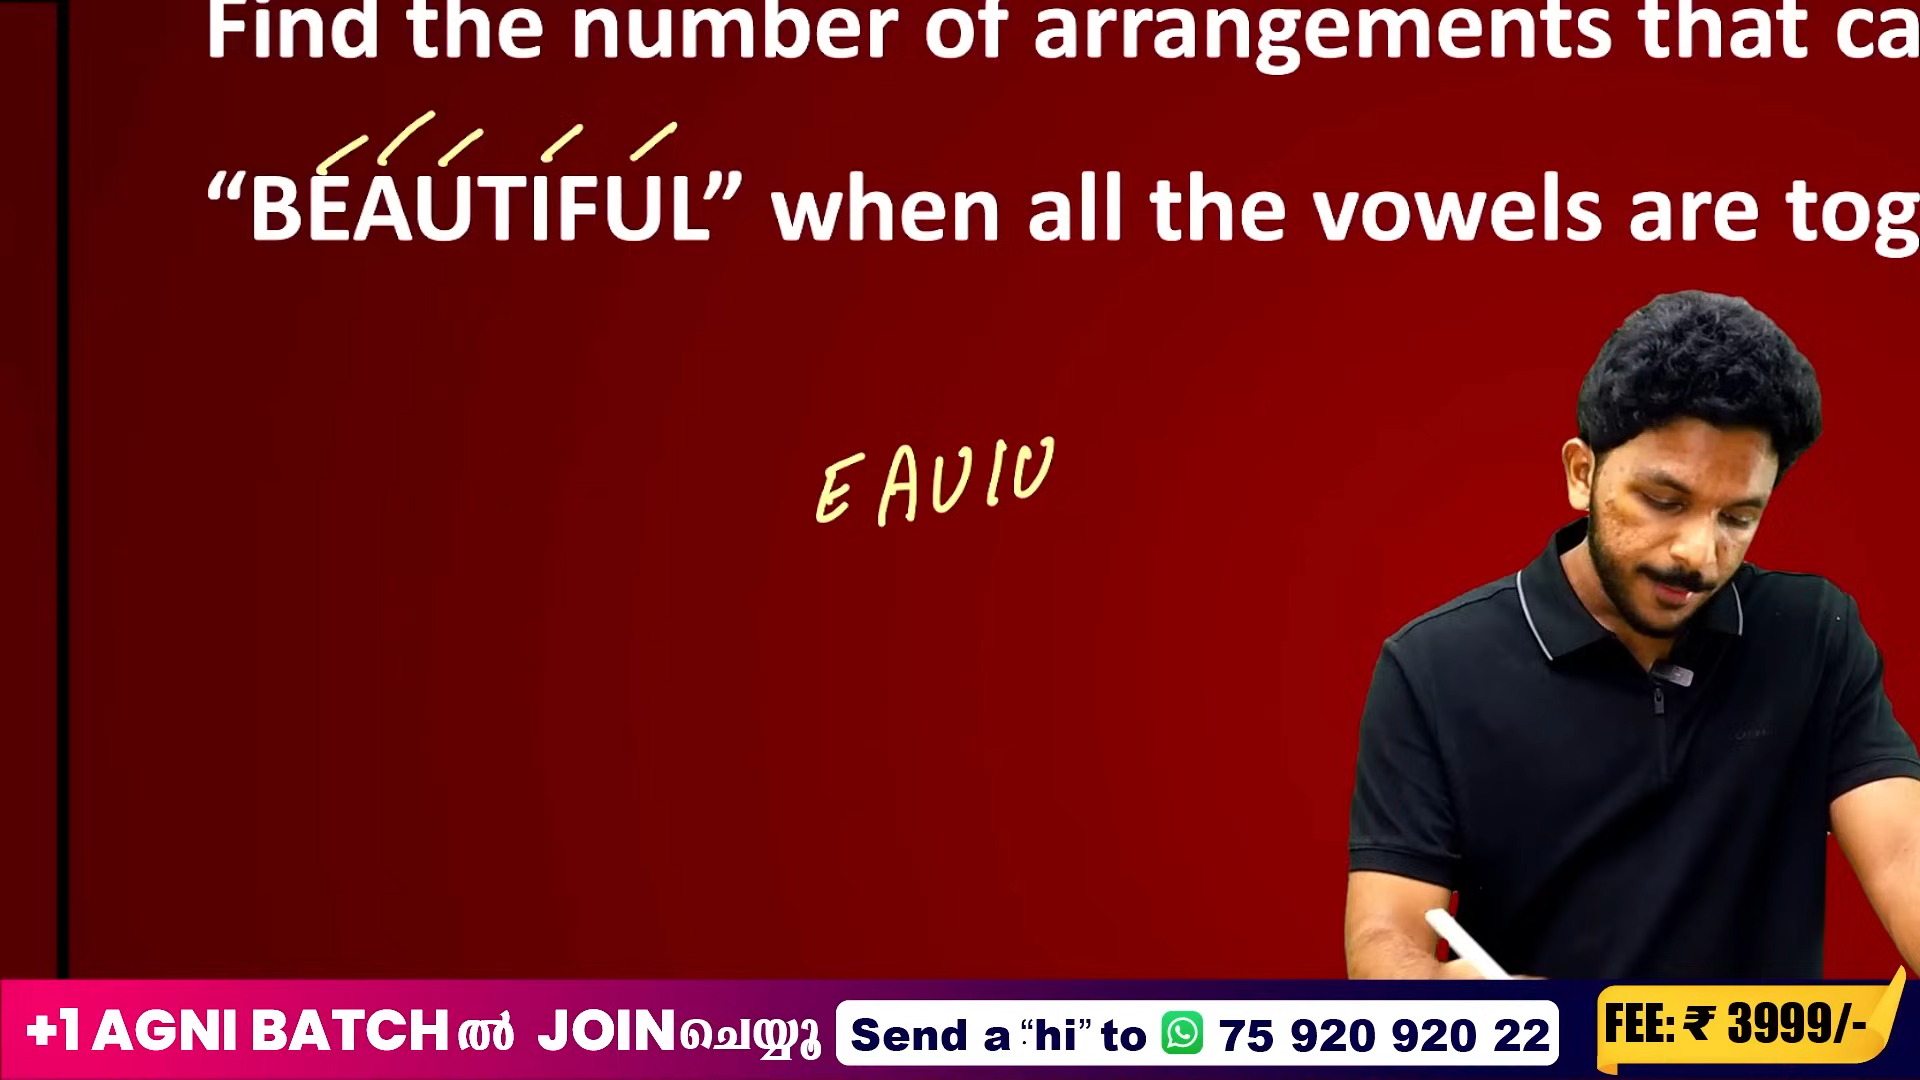 Find the number of arrangements that ca
“BEAUTIFUL” when all the vowels are tog
E A U I U
+1 AGNI BATCH ൽ JOIN ചെയ്യൂ Send a “hi” to 75 920 920 22 FEE: ₹ 3999/-